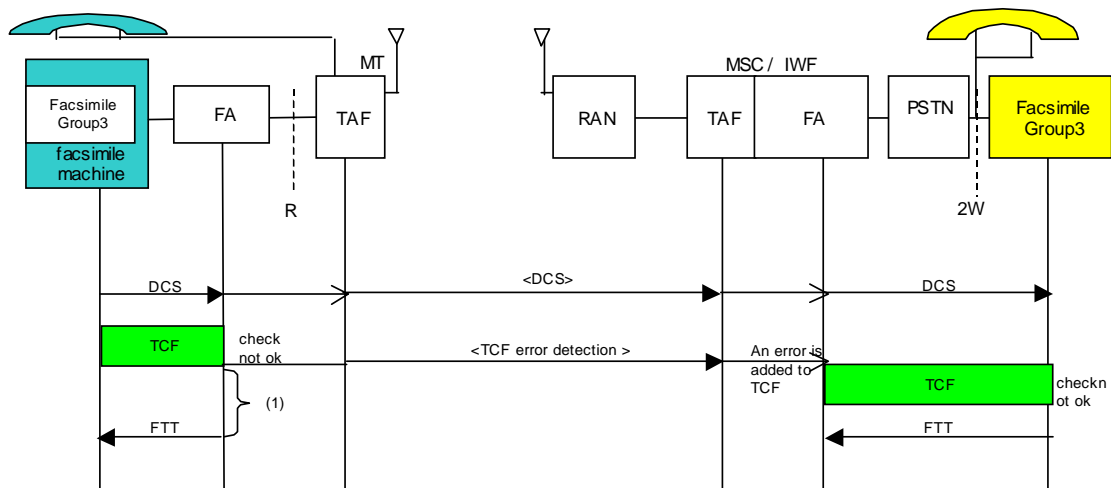 MT
MSC / IWF
Facsimile
Group3
facsimile
machine
FA
TAF
RAN
TAF
FA
PSTN
Facsimile
Group3
R
2W
DCS
<DCS>
DCS
TCF
check
not ok
<TCF error detection >
An error is
added to
TCF
TCF
checkn
ot ok
(1)
FTT
FTT